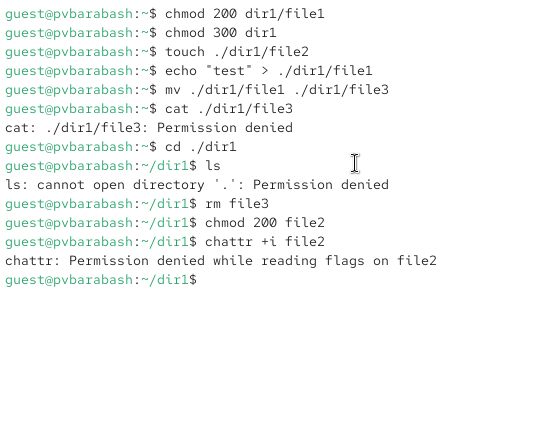 guest@pvbarabash:~$ chmod 200 dir1/file1
guest@pvbarabash:~$ chmod 300 dir1
guest@pvbarabash:~$ touch ./dir1/file2
guest@pvbarabash:~$ echo "test" > ./dir1/file1
guest@pvbarabash:~$ mv ./dir1/file1 ./dir1/file3
guest@pvbarabash:~$ cat ./dir1/file3
cat: ./dir1/file3: Permission denied
guest@pvbarabash:~$ cd ./dir1
guest@pvbarabash:~/dir1$ ls
ls: cannot open directory '.': Permission denied
guest@pvbarabash:~/dir1$ rm file3
guest@pvbarabash:~/dir1$ chmod 200 file2
guest@pvbarabash:~/dir1$ chattr +i file2
chattr: Permission denied while reading flags on file2
guest@pvbarabash:~/dir1$